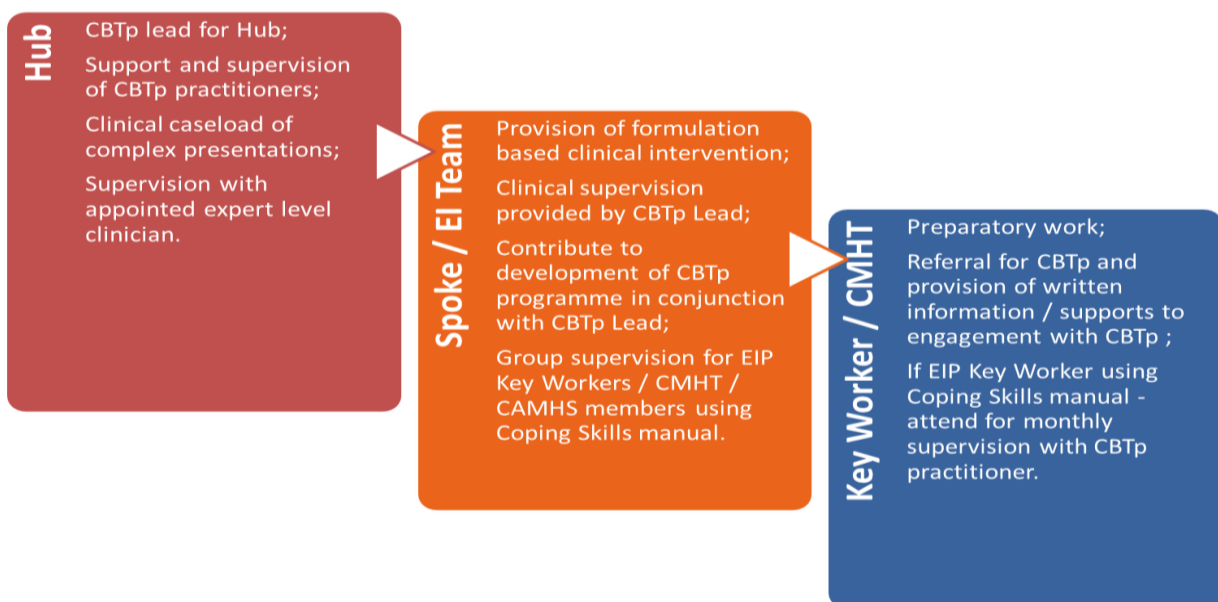 Hub
CBTp lead for Hub;
Support and supervision
of CBTp practitioners;
Clinical caseload of
complex presentations;
Supervision with
appointed expert level
clinician.
Spoke / EI Team
Provision of formulation
based clinical intervention;
Clinical supervision
provided by CBTp Lead;
Contribute to
development of CBTp
programme in conjunction
with CBTp Lead;
Group supervision for EIP
Key Workers / CMHT /
CAMHS members using
Coping Skills manual.
Key Worker / CMHT
Preparatory work;
Referral for CBTp and
provision of written
information / supports to
engagement with CBTp ;
If EIP Key Worker using
Coping Skills manual -
attend for monthly
supervision with CBTp
practitioner.